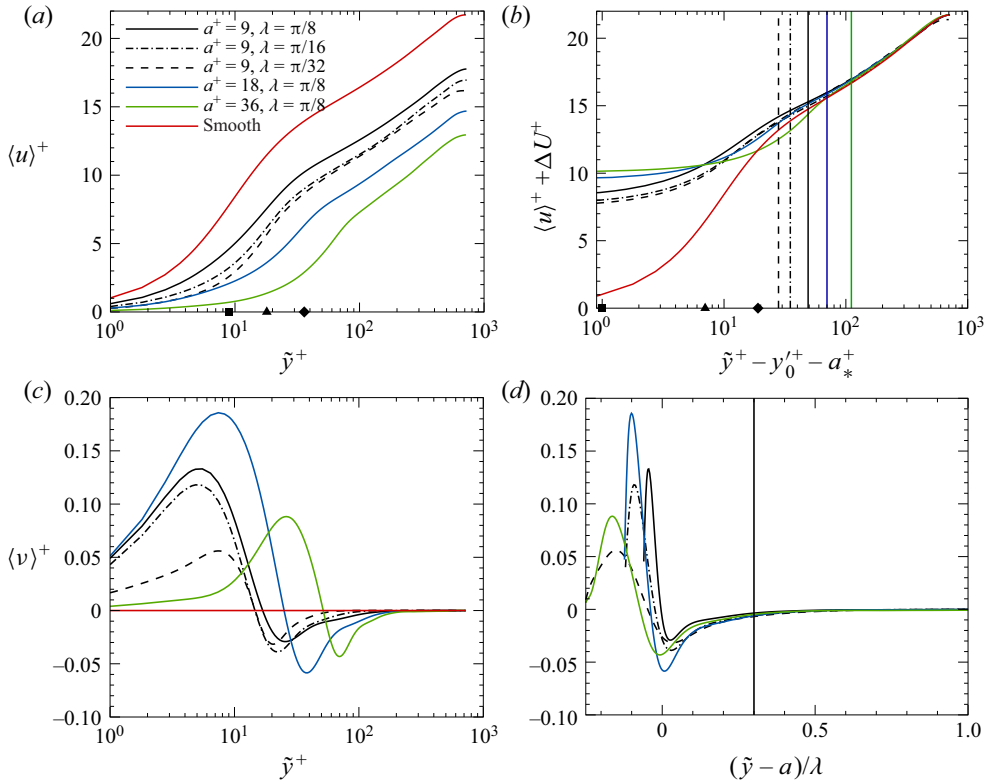 (a)
20
15
10
5
0
⟨u⟩⁺
a⁺ = 9, λ = π/8
a⁺ = 9, λ = π/16
a⁺ = 9, λ = π/32
a⁺ = 18, λ = π/8
a⁺ = 36, λ = π/8
Smooth
10⁰ 10¹ 10² 10³
ỹ⁺
(b)
20
15
10
5
0
⟨u⟩⁺ + ΔU⁺
10⁰ 10¹ 10² 10³
ỹ⁺ − y₀′⁺ − a⁎⁺
(c)
0.20
0.15
0.10
0.05
0
−0.05
−0.10
⟨v⟩⁺
10⁰ 10¹ 10² 10³
ỹ⁺
(d)
0.20
0.15
0.10
0.05
0
−0.05
−0.10
0 0.5 1.0
(ỹ − a)/λ